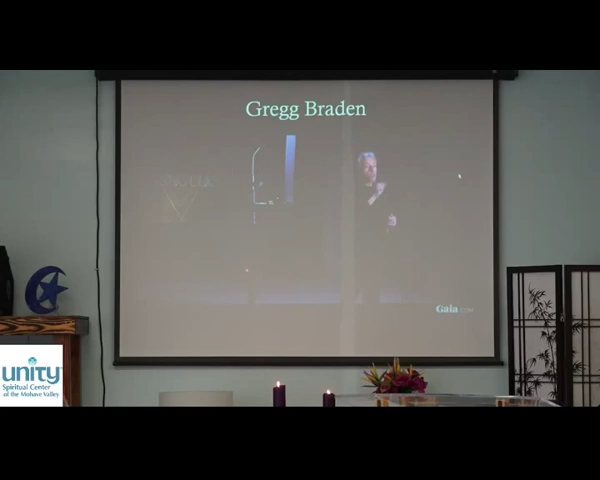 Gregg Braden
Gaia.COM
unity
Spiritual Center
of the Mohave Valley